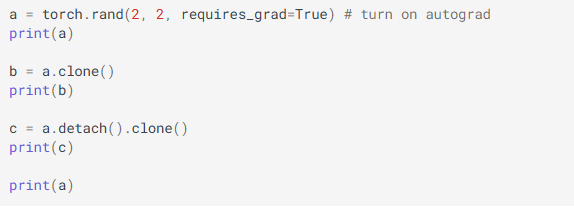 a = torch.rand(2, 2, requires_grad=True) # turn on autograd
print(a)
b = a.clone()
print(b)
c = a.detach().clone()
print(c)
print(a)